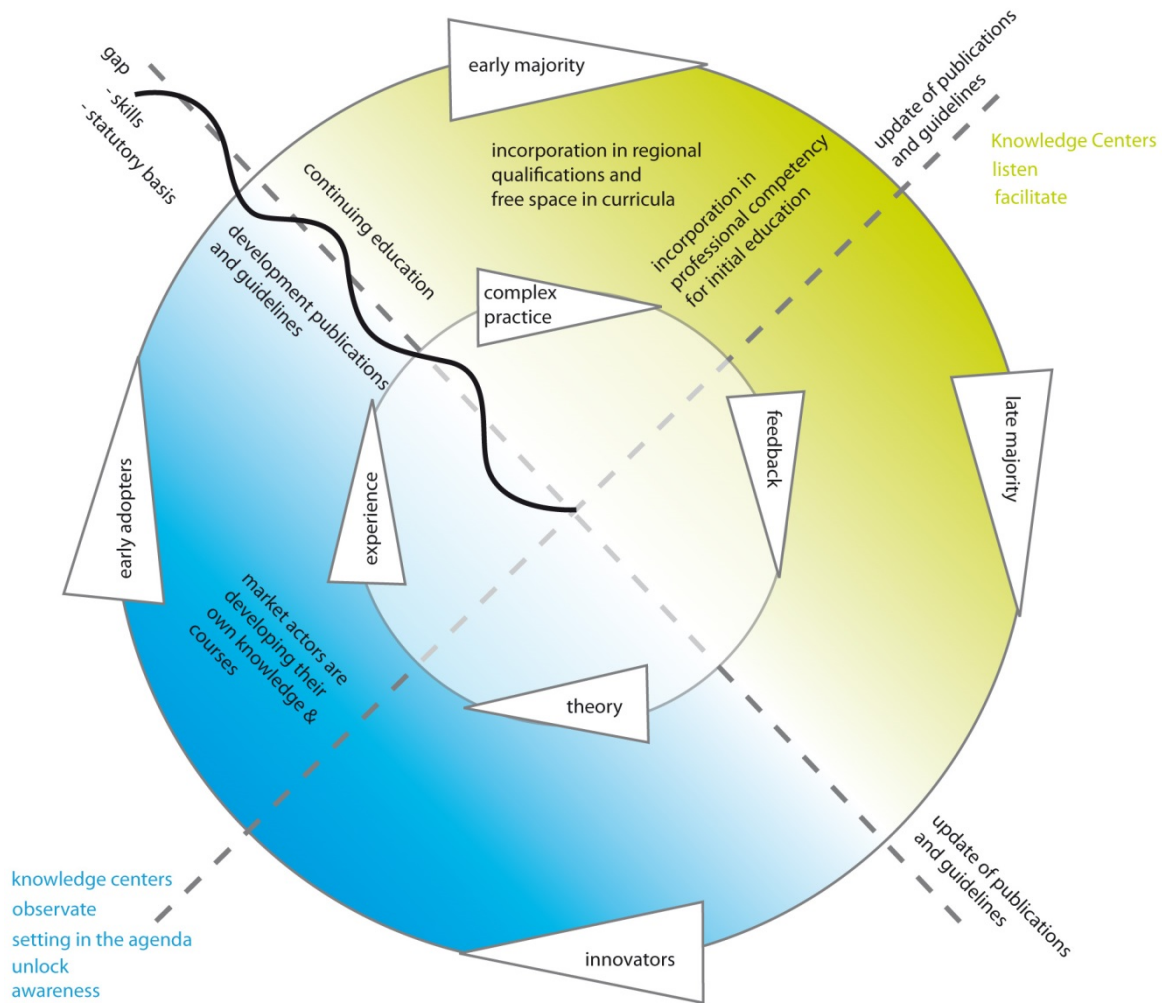 gap
- skills
- statutory basis
early majority
update of publications
and guidelines
Knowledge Centers
listen
facilitate
continuing education
incorporation in regional
qualifications and
free space in curricula
incorporation in
professional competency
for initial education
development publications
and guidelines
complex
practice
early adopters
experience
feedback
late majority
market actors are
developing their
own knowledge &
courses
theory
knowledge centers
observate
setting in the agenda
unlock
awareness
innovators
update of publications
and guidelines